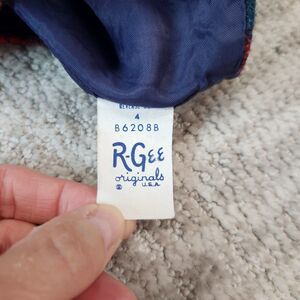 4
B6208B
R-GEE
originals
U.S.A.